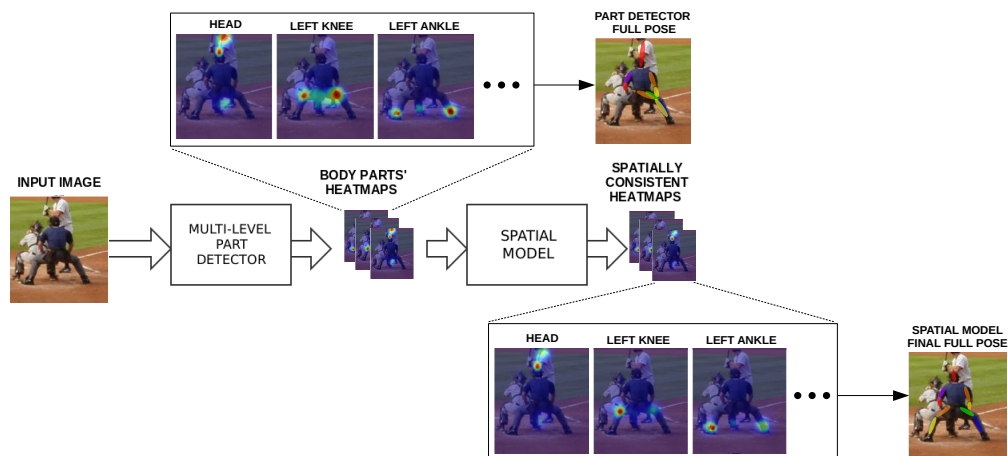 HEAD
LEFT KNEE
LEFT ANKLE
PART DETECTOR
FULL POSE
INPUT IMAGE
MULTI-LEVEL
PART
DETECTOR
BODY PARTS'
HEATMAPS
SPATIAL
MODEL
SPATIALLY
CONSISTENT
HEATMAPS
HEAD
LEFT KNEE
LEFT ANKLE
SPATIAL MODEL
FINAL FULL POSE